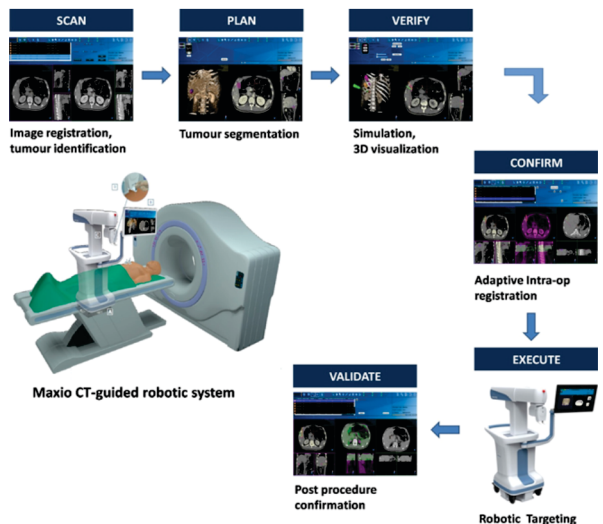 SCAN
PLAN
VERIFY
Image registration,
tumour identification
Tumour segmentation
Simulation,
3D visualization
CONFIRM
Adaptive Intra-op
registration
EXECUTE
Robotic Targeting
VALIDATE
Post procedure
confirmation
Maxio CT-guided robotic system